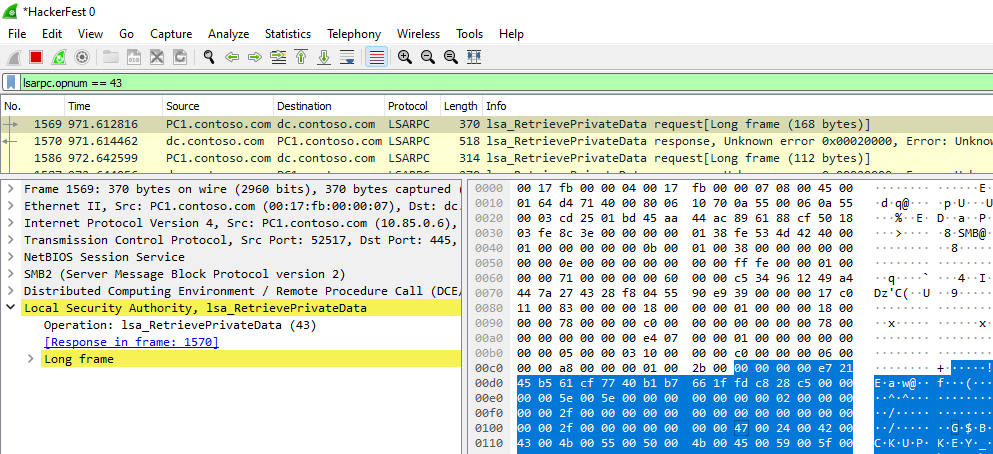 *HackerFest 0
File Edit View Go Capture Analyze Statistics Telephony Wireless Tools Help
lsarpc.opnum == 43
No. Time Source Destination Protocol Length Info
1569 971.612816 PC1.contoso.com dc.contoso.com LSARPC 370 lsa_RetrievePrivateData request[Long frame (168 bytes)]
1570 971.614462 dc.contoso.com PC1.contoso.com LSARPC 518 lsa_RetrievePrivateData response, Unknown error 0x00020000, Error: Unknow
1586 972.642599 PC1.contoso.com dc.contoso.com LSARPC 314 lsa_RetrievePrivateData request[Long frame (112 bytes)]
Frame 1569: 370 bytes on wire (2960 bits), 370 bytes captured (
Ethernet II, Src: PC1.contoso.com (00:17:fb:00:00:07), Dst: dc.
Internet Protocol Version 4, Src: PC1.contoso.com (10.85.0.6),
Transmission Control Protocol, Src Port: 52517, Dst Port: 445,
NetBIOS Session Service
SMB2 (Server Message Block Protocol version 2)
Distributed Computing Environment / Remote Procedure Call (DCE/
Local Security Authority, lsa_RetrievePrivateData
Operation: lsa_RetrievePrivateData (43)
[Response in frame: 1570]
Long frame
0000 00 17 fb 00 00 04 00 17 fb 00 00 07 08 00 45 00
0010 01 64 d4 71 40 00 80 06 10 70 0a 55 00 06 0a 55
0020 00 03 cd 25 01 bd 45 aa 44 ac 89 61 88 cf 50 18
0030 03 fe 8c 3e 00 00 00 00 01 38 fe 53 4d 42 40 00
0040 01 00 00 00 00 00 0b 00 01 00 38 00 00 00 00 00
0050 00 00 0e 00 00 00 00 00 00 00 ff fe 00 00 01 00
0060 00 00 71 00 00 00 00 60 00 00 c5 34 96 12 49 a4
0070 44 7a 27 43 28 f8 04 55 90 e9 39 00 00 00 17 c0
0080 11 00 83 00 00 00 18 00 00 00 01 00 00 00 18 00
0090 00 00 78 00 00 00 c0 00 00 00 00 00 00 00 78 00
00a0 00 00 00 00 00 00 e4 07 00 00 01 00 00 00 00 00
00b0 00 00 05 00 00 03 10 00 00 00 c0 00 00 00 06 00
00c0 00 00 a8 00 00 00 01 00 2b 00 00 00 00 00 e7 21
00d0 45 b5 61 cf 77 40 b1 b7 66 1f fd c8 28 c5 00 00
00e0 00 00 5e 00 5e 00 00 00 00 00 00 00 02 00 00 00
00f0 00 00 2f 00 00 00 00 00 00 00 00 00 00 00 00 00
0100 00 00 2f 00 00 00 00 00 00 00 47 00 24 00 42 00
0110 43 00 4b 00 55 00 50 00 4b 00 45 00 59 00 5f 00